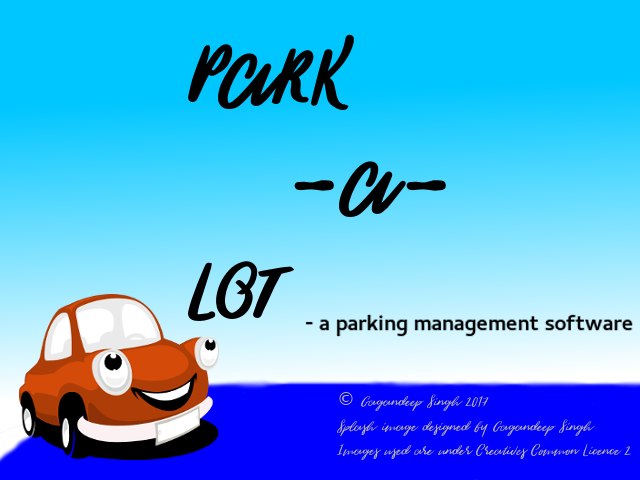 PaRK
-a-
LOT
- a parking management software
© Gagandeep Singh 2017
Splash image designed by Gagandeep Singh
Images used are under Creatives Common Licence 2